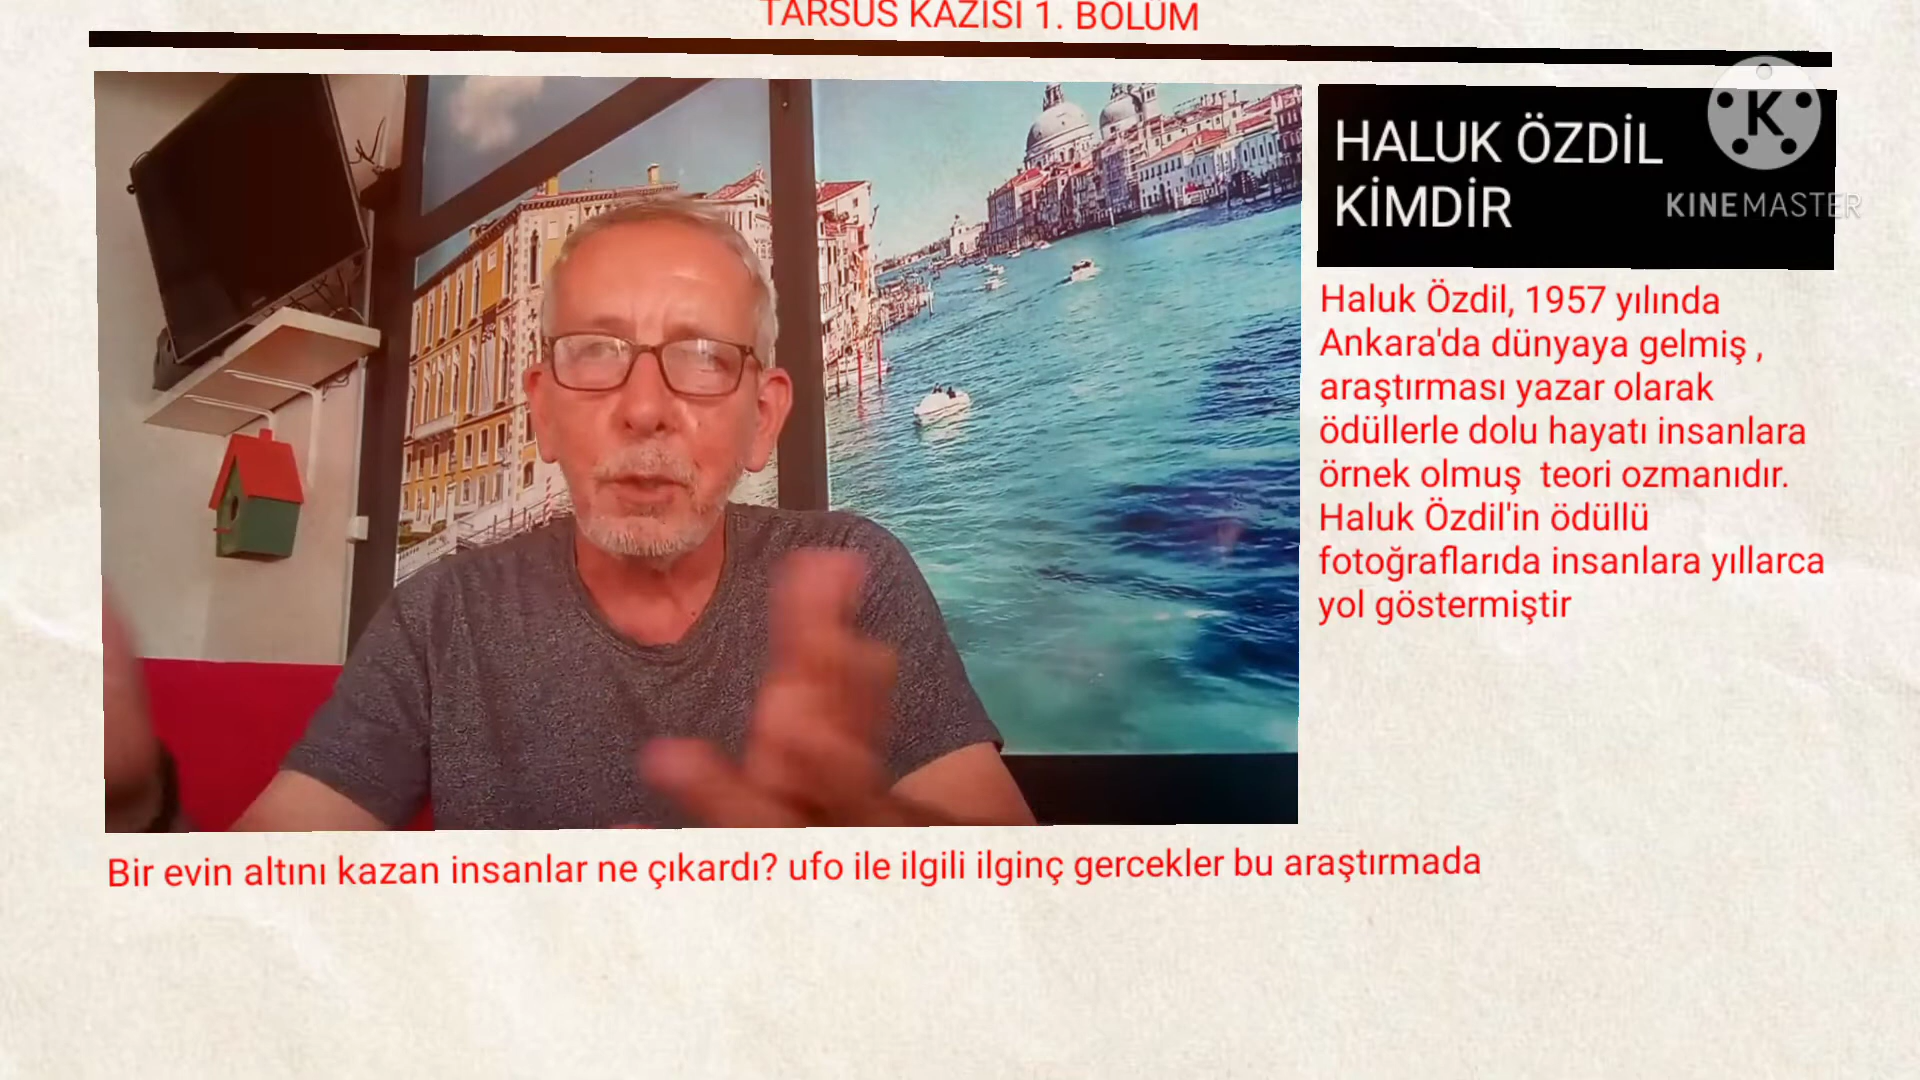 TARSUS KAZISI 1. BÖLÜM
HALUK ÖZDİL
KİMDİR
K
KINEMASTER
Haluk Özdil, 1957 yılında
Ankara'da dünyaya gelmiş ,
araştırması yazar olarak
ödüllerle dolu hayatı insanlara
örnek olmuş  teori ozmanıdır.
Haluk Özdil'in ödüllü
fotoğraflarıda insanlara yıllarca
yol göstermiştir
Bir evin altını kazan insanlar ne çıkardı? ufo ile ilgili ilginç gercekler bu araştırmada